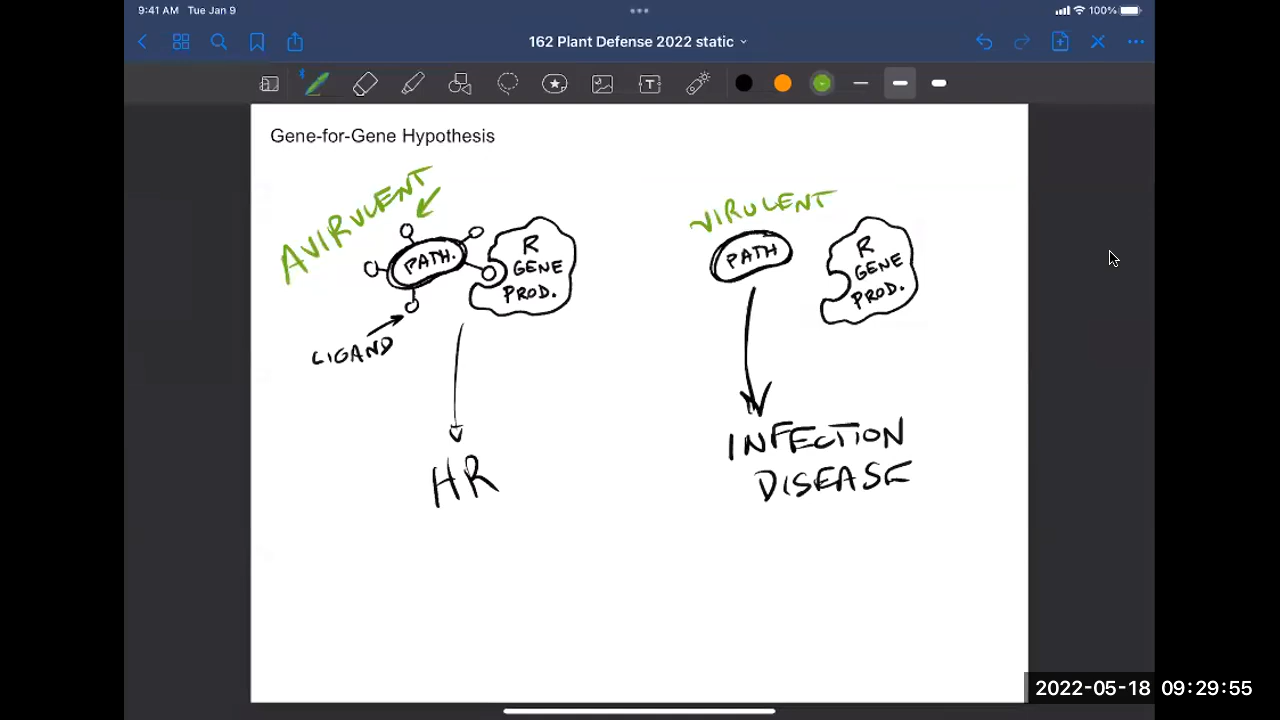 9:41 AM Tue Jan 9
100%
162 Plant Defense 2022 static
Gene-for-Gene Hypothesis
AVIRULENT
PATH.
R
GENE
PROD.
LIGAND
HR
VIRULENT
PATH
R
GENE
PROD.
INFECTION
DISEASE
2022-05-18 09:29:55